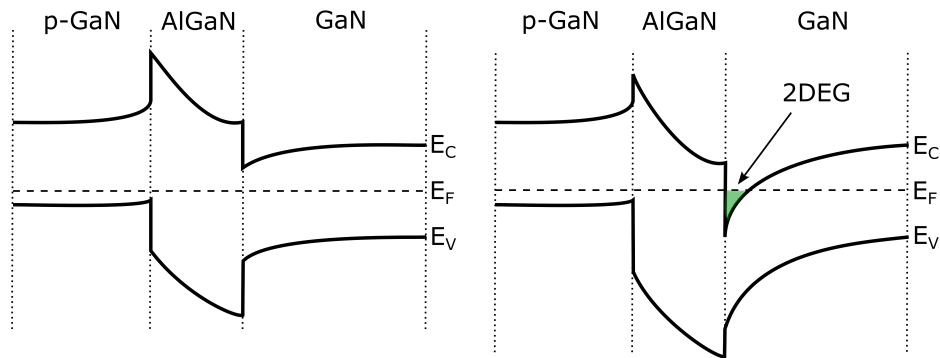 p-GaN AlGaN GaN
E_C
E_F
E_V
p-GaN AlGaN GaN
2DEG
E_C
E_F
E_V